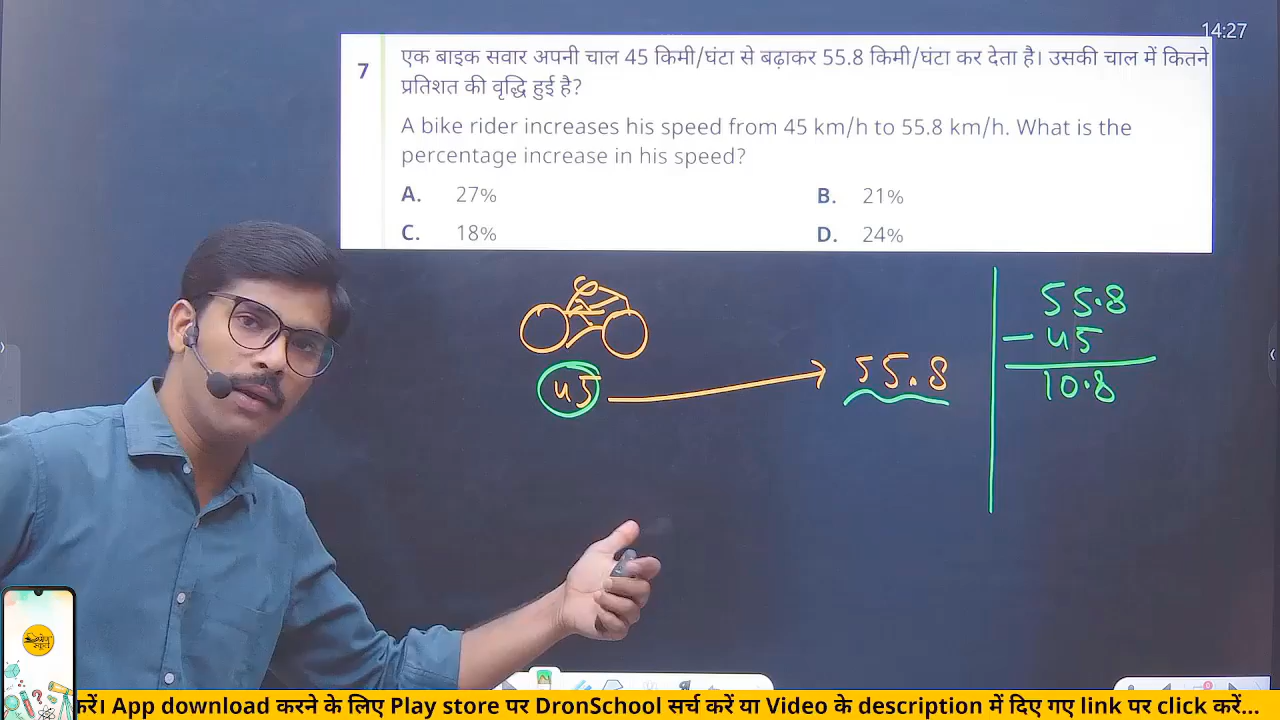 14:27
7
एक बाइक सवार अपनी चाल 45 किमी/घंटा से बढ़ाकर 55.8 किमी/घंटा कर देता है। उसकी चाल में कितने
प्रतिशत की वृद्धि हुई है?
A bike rider increases his speed from 45 km/h to 55.8 km/h. What is the
percentage increase in his speed?
A. 27%
B. 21%
C. 18%
D. 24%
45
55.8
55.8
- 45
10.8
करें। App download करने के लिए Play store पर DronSchool सर्च करें या Video के description में दिए गए link पर click करें...